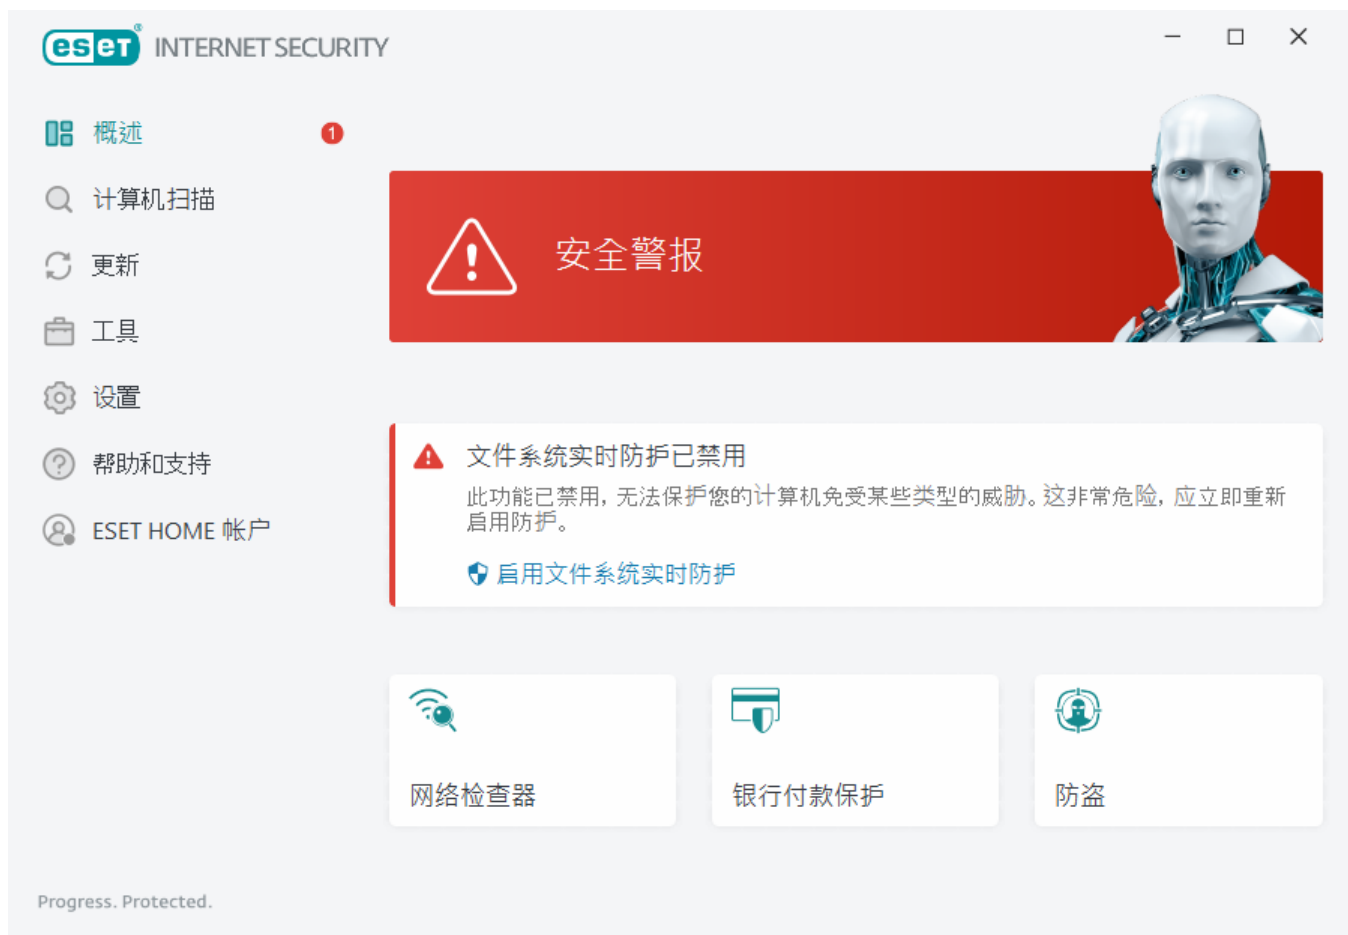 eset® INTERNET SECURITY
概述
1
计算机扫描
更新
工具
设置
帮助和支持
ESET HOME 帐户
安全警报
文件系统实时防护已禁用
此功能已禁用, 无法保护您的计算机免受某些类型的威胁。这非常危险, 应立即重新
启用防护。
启用文件系统实时防护
网络检查器
银行付款保护
防盗
Progress. Protected.